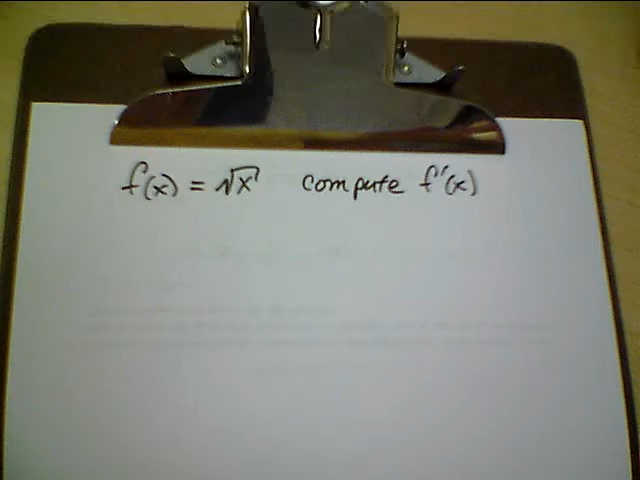 f(x) = √x compute f'(x)